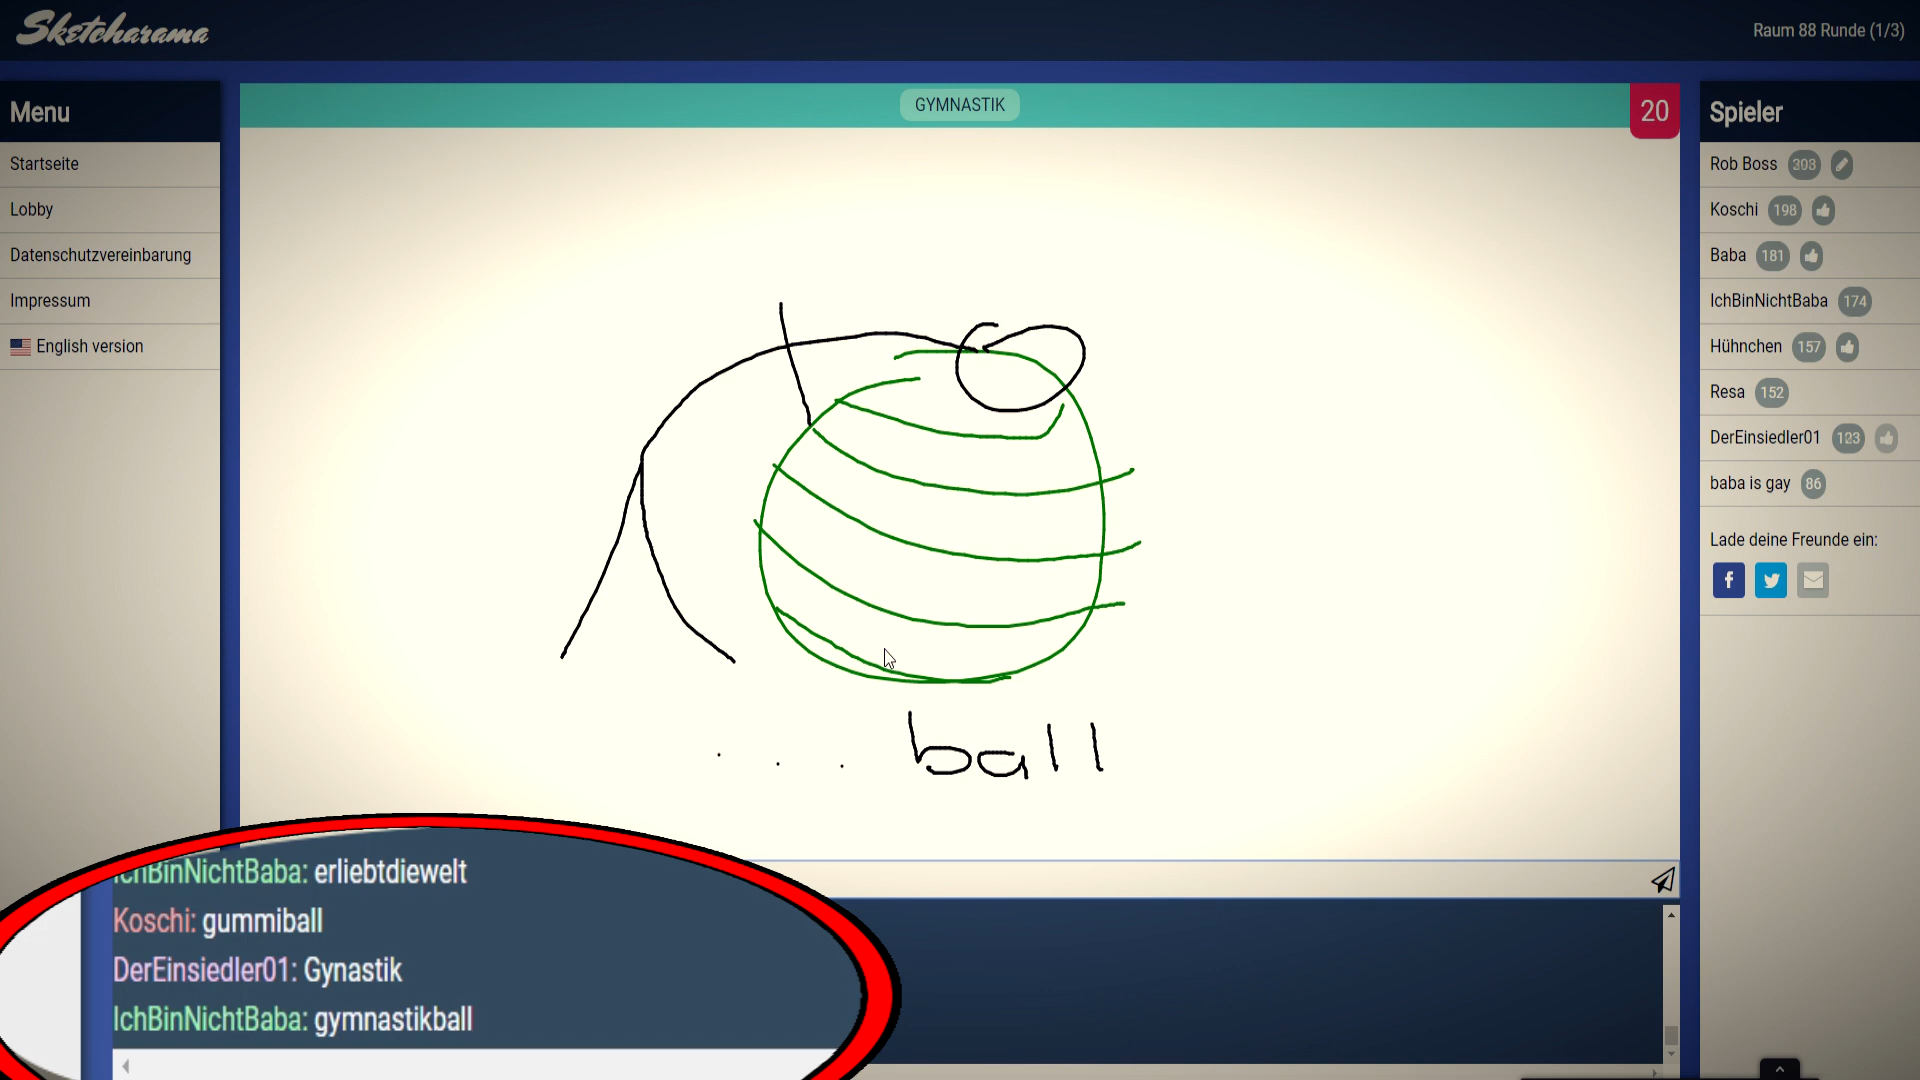 Sketcharama
Raum 88 Runde (1/3)
Menu
Startseite
Lobby
Datenschutzvereinbarung
Impressum
English version
GYMNASTIK
20
... ball
Spieler
Rob Boss 393
Koschi 198
Baba 181
IchBinNichtBaba 174
Hühnchen 157
Resa 152
DerEinsiedler01 123
baba is gay 86
Lade deine Freunde ein:
IchBinNichtBaba: erliebtdiewelt
Koschi: gummiball
DerEinsiedler01: Gynastik
IchBinNichtBaba: gymnastikball